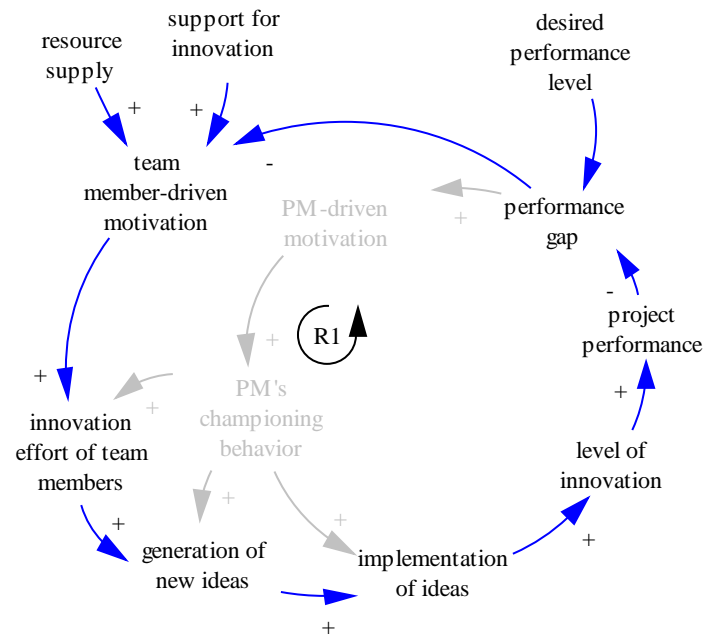 resource
supply
support for
innovation
desired
performance
level
+
+
team
member-driven
motivation
-
PM-driven
motivation
+
performance
gap
-
project
performance
R1
+
+
+
PM's
championing
behavior
+
+
innovation
effort of team
members
level of
innovation
+
+
+
+
generation of
new ideas
implementation
of ideas
+